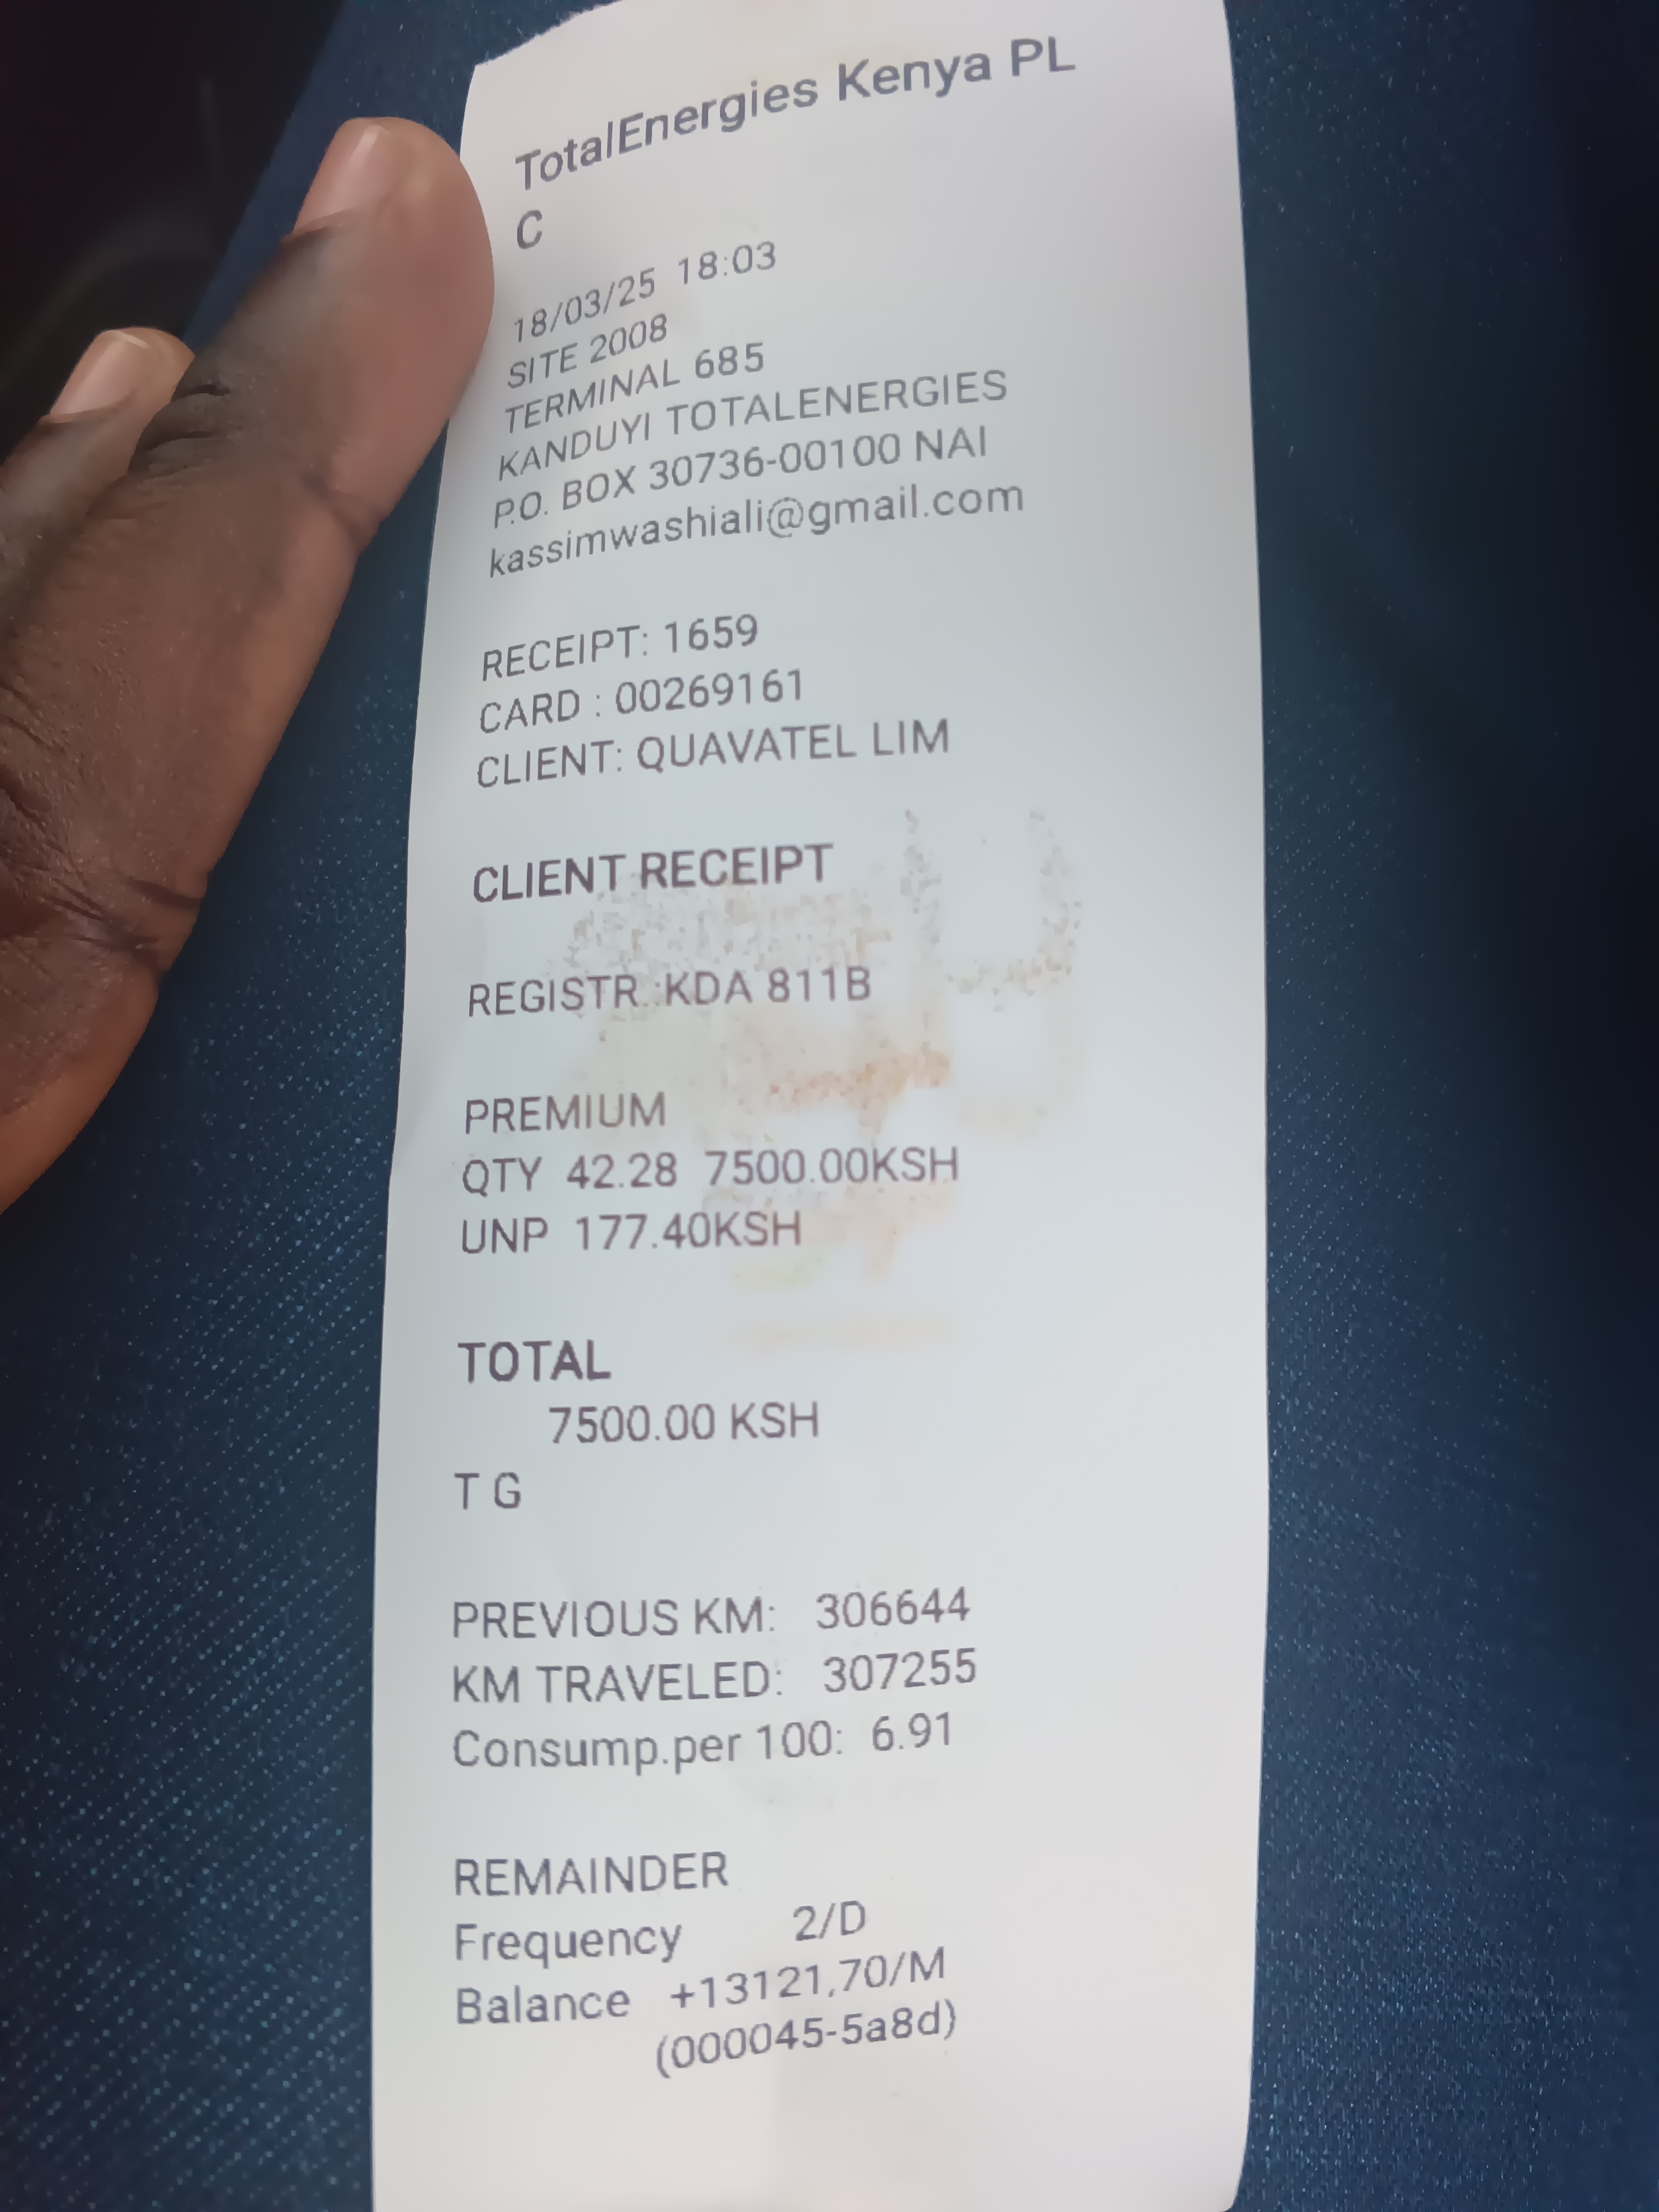 TotalEnergies Kenya PL
C
18/03/25 18:03
SITE 2008
TERMINAL 685
KANDUYI TOTALENERGIES
P.O. BOX 30736-00100 NAI
kassimwashiali@gmail.com
RECEIPT: 1659
CARD : 00269161
CLIENT: QUAVATEL LIM
CLIENT RECEIPT
REGISTR.:KDA 811B
PREMIUM
QTY 42.28 7500.00KSH
UNP 177.40KSH
TOTAL
7500.00 KSH
T G
PREVIOUS KM: 306644
KM TRAVELED: 307255
Consump.per 100: 6.91
REMAINDER
Frequency 2/D
Balance +13121,70/M
(000045-5a8d)